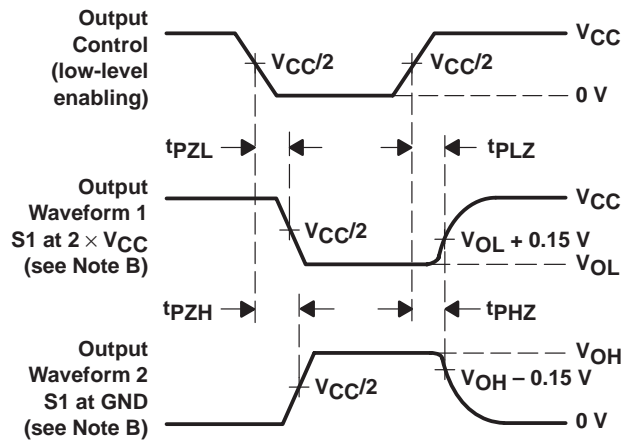 Output
Control
(low-level
enabling)
VCC/2
VCC/2
VCC
0 V
tPZL
tPLZ
Output
Waveform 1
S1 at 2 × VCC
(see Note B)
VCC/2
VCC
VOL + 0.15 V
VOL
tPZH
tPHZ
Output
Waveform 2
S1 at GND
(see Note B)
VCC/2
VOH
VOH − 0.15 V
0 V